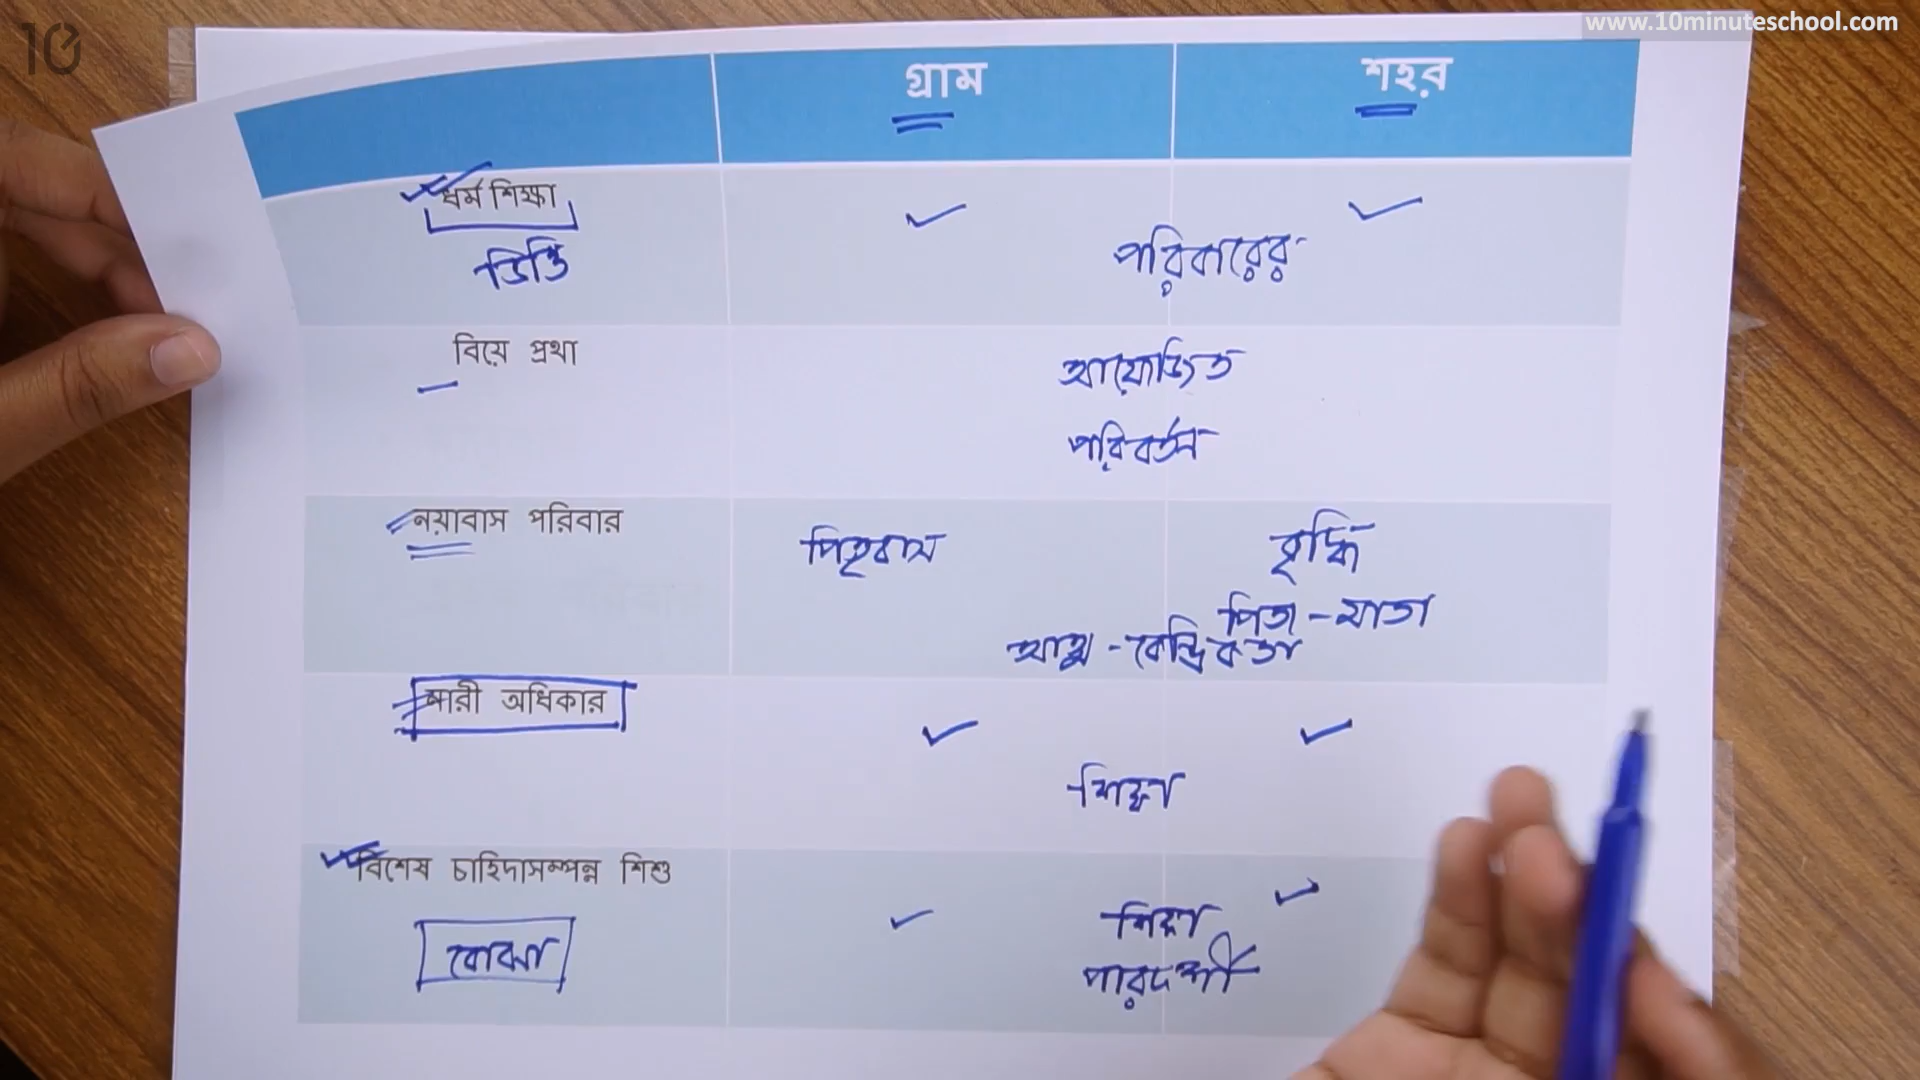 10
www.10minuteschool.com
গ্রাম শহর
ধর্ম শিক্ষা
ভিত্তি পরিবারের
বিয়ে প্রথা আয়োজিত
পরিবর্তন
নয়াবাস পরিবার পিতৃবাস বৃদ্ধি
পিতা - মাতা
আত্ম - কেন্দ্রিকতা
নারী অধিকার
শিক্ষা
বিশেষ চাহিদাসম্পন্ন শিশু
বোঝা শিক্ষা
পারদর্শী